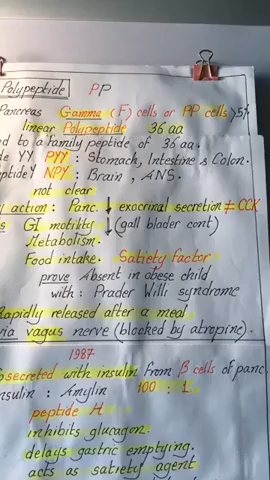 Polypeptide PP
Pancreas Gamma (F) cells or PP cells > 5%
linear Polypeptide 36 aa
d to a family peptide of 36 aa.
de YY PYY : Stomach, Intestine & Colon.
eptide Y NPY : Brain, ANS.
not clear
action : Panc. ↓ exocrinal secretion ≠ CCK
s GI motility ↓ (gall blader cont)
Metabolism.
Food intake. Satiety factor
prove Absent in obese child
with : Prader Willi syndrome
Rapidly released after a meal
via vagus nerve (blocked by atropine).
1987
secreted with insulin from β cells of panc
insulin : Amylin 100 : 1.
peptide
inhibits glucagon.
delays gastric emptying.
acts as satiety agent